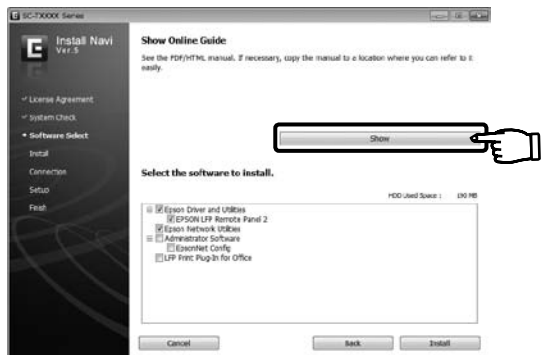 SC-TXXXX Series
Install Navi
Ver.5
License Agreement
System Check
Software Select
Install
Connection
Setup
Finish
Show Online Guide
See the PDF/HTML manual. If necessary, copy the manual to a location where you can refer to it
easily.
Show
Select the software to install.
HDD Used Space : 190 MB
Epson Driver and Utilities
EPSON LFP Remote Panel 2
Epson Network Utilities
Administrator Software
EpsonNet Config
LFP Print Plug-In for Office
Cancel
Back
Install